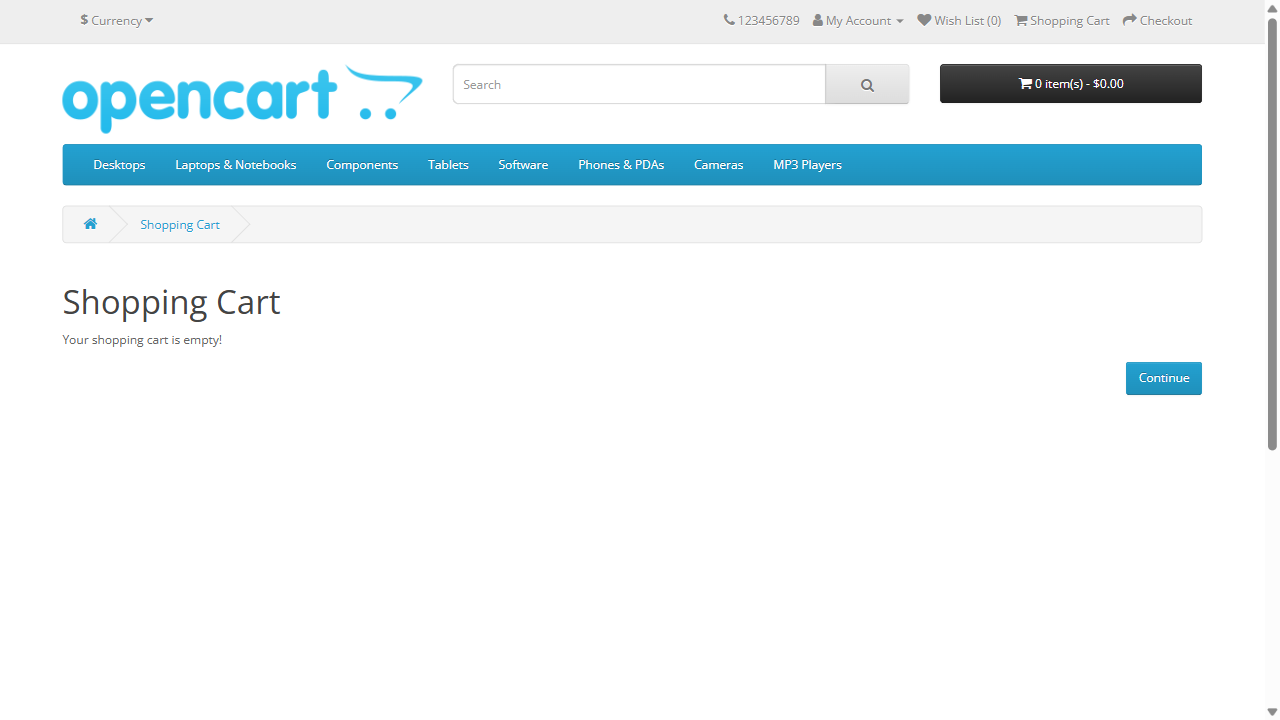 $ Currency
123456789 My Account Wish List (0) Shopping Cart Checkout
opencart
Search
0 item(s) - $0.00
Desktops Laptops & Notebooks Components Tablets Software Phones & PDAs Cameras MP3 Players
Shopping Cart
Shopping Cart
Your shopping cart is empty!
Continue